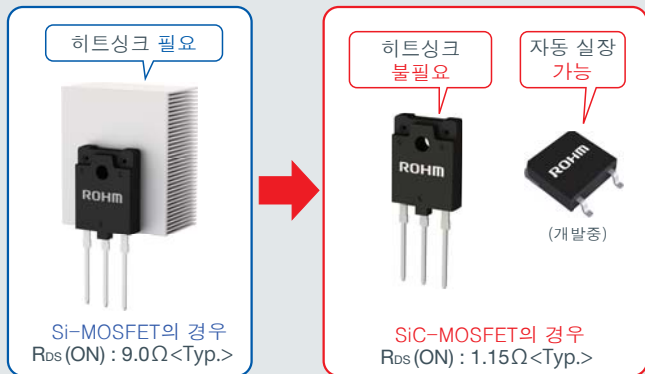 히트싱크 필요
ROHM
Si-MOSFET의 경우
RDS (ON) : 9.0Ω<Typ.>
히트싱크
불필요
자동 실장
가능
ROHM
ROHM
(개발중)
SiC-MOSFET의 경우
RDS (ON) : 1.15Ω<Typ.>